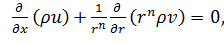 ∂/∂x (ρu) + 1/rⁿ ∂/∂r (rⁿρv) = 0,